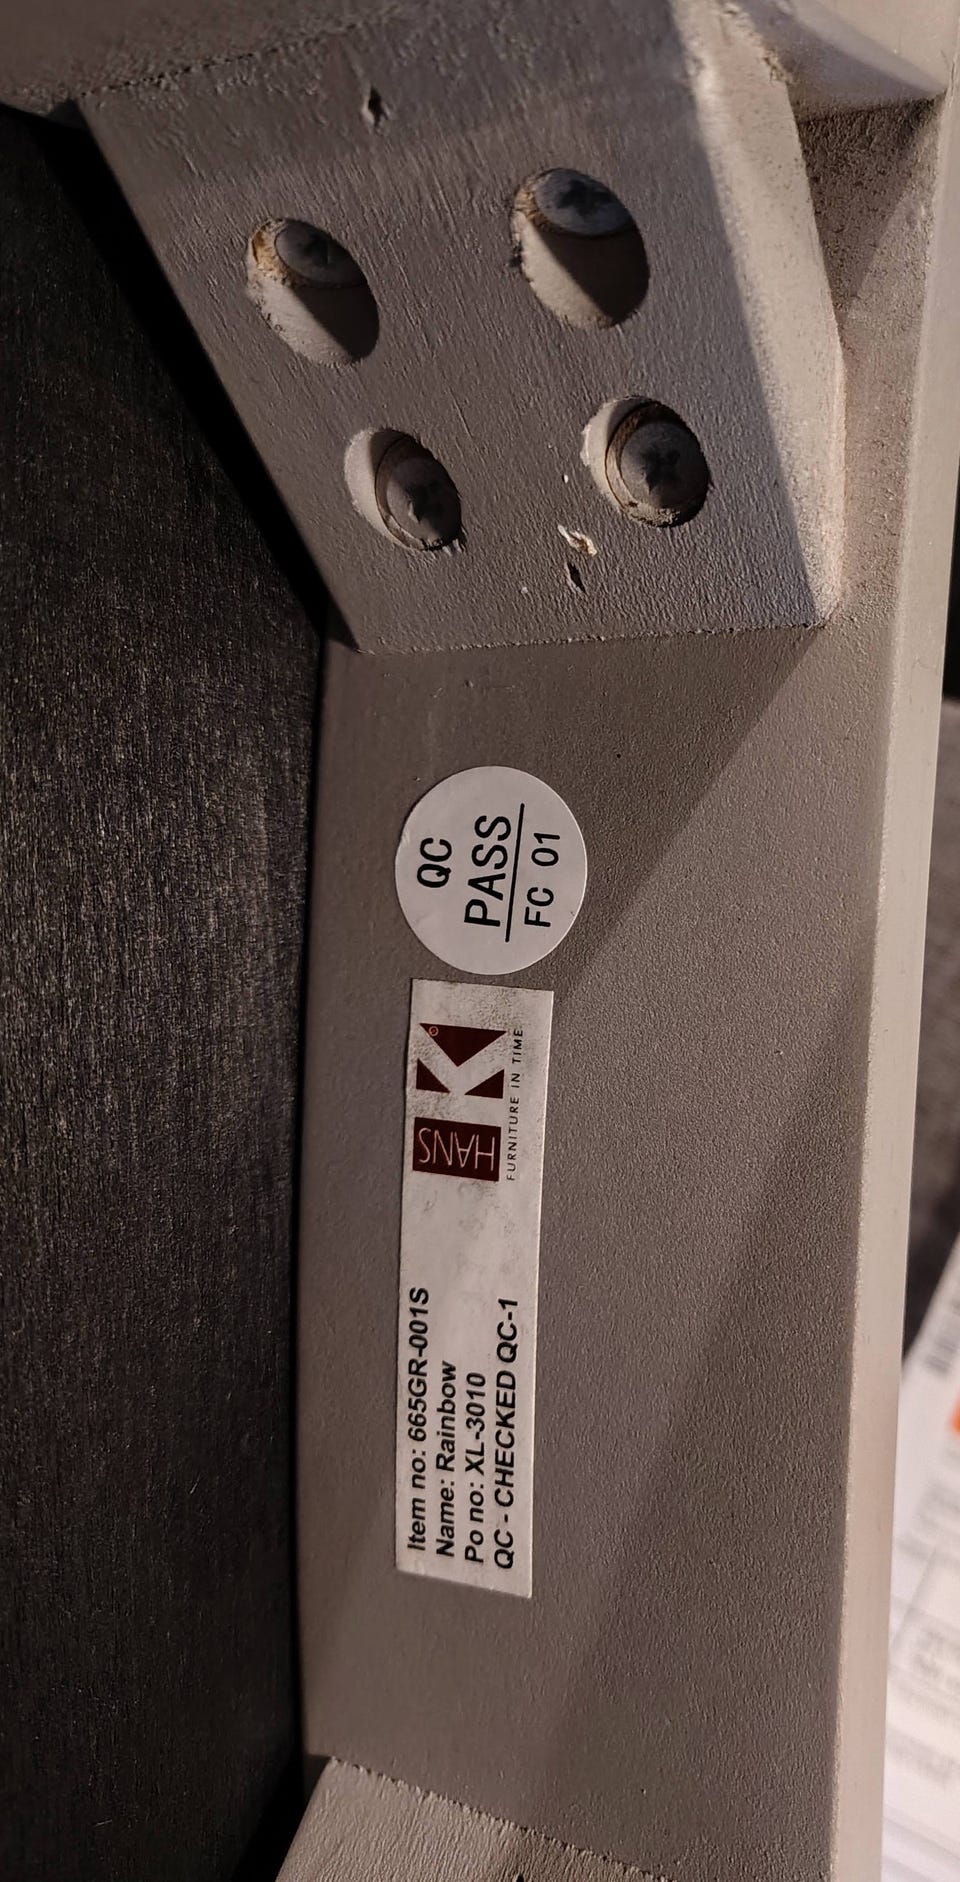 QC
PASS
FC 01
HANS K
FURNITURE IN TIME
Item no: 665GR-001S
Name: Rainbow
Po no: XL-3010
QC - CHECKED QC-1